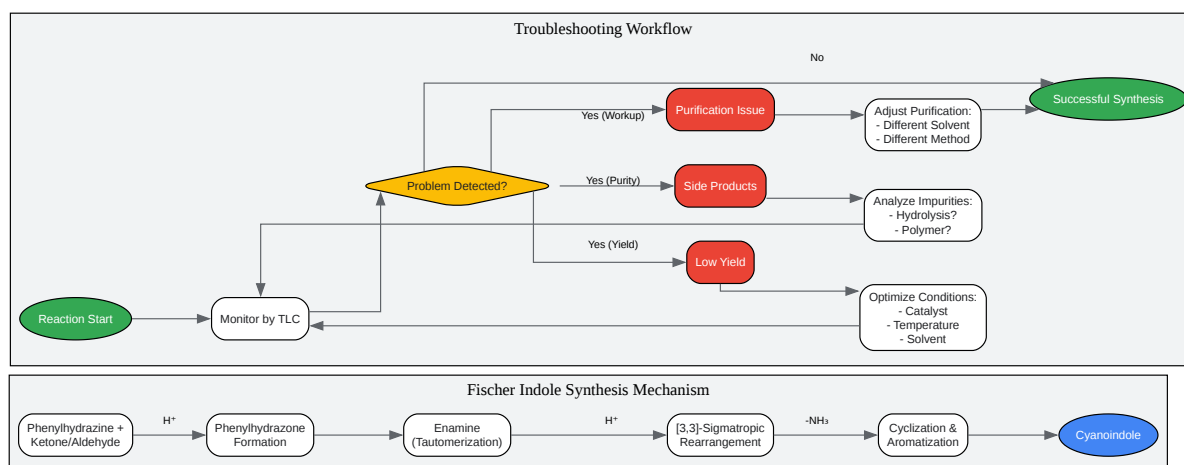 Troubleshooting Workflow
No
Successful Synthesis
Purification Issue
Yes (Workup)
Adjust Purification:
- Different Solvent
- Different Method
Problem Detected?
Yes (Purity)
Side Products
Analyze Impurities:
- Hydrolysis?
- Polymer?
Yes (Yield)
Low Yield
Optimize Conditions:
- Catalyst
- Temperature
- Solvent
Reaction Start
Monitor by TLC
Fischer Indole Synthesis Mechanism
Phenylhydrazine +
Ketone/Aldehyde
H⁺
Phenylhydrazone
Formation
Enamine
(Tautomerization)
H⁺
[3,3]-Sigmatropic
Rearrangement
-NH₃
Cyclization &
Aromatization
Cyanoindole